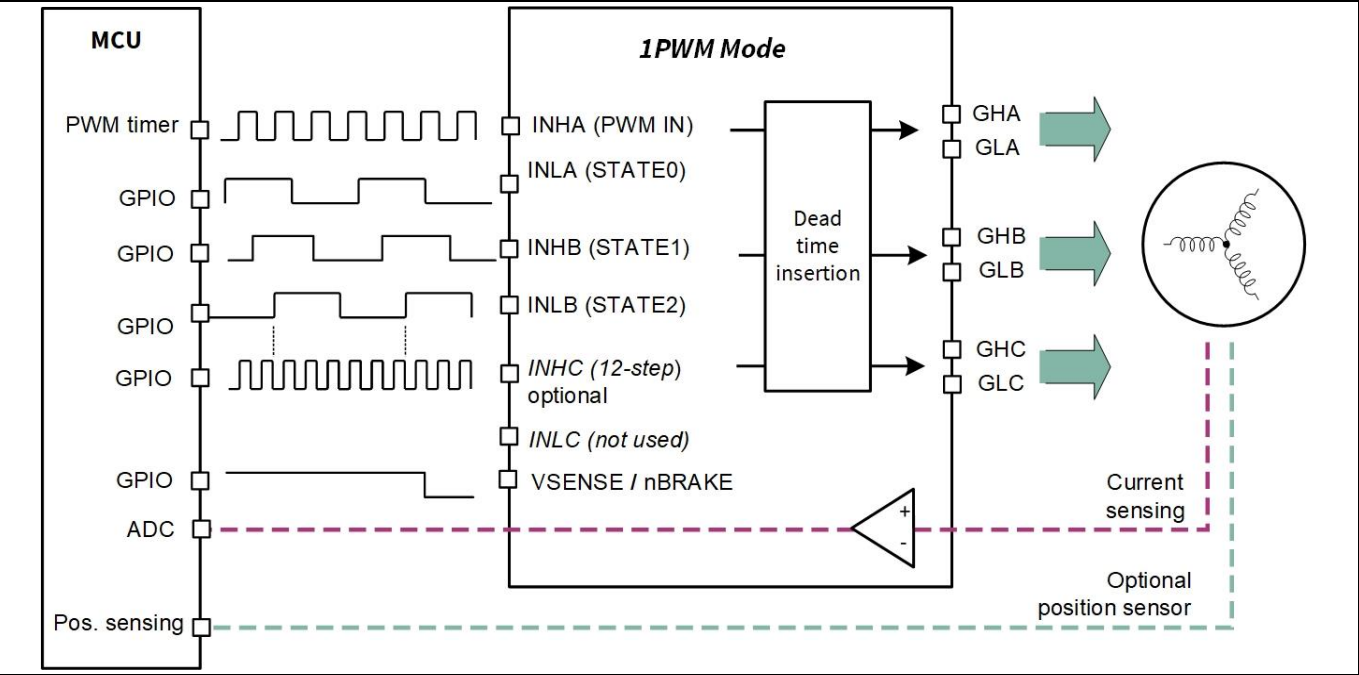 MCU
1PWM Mode
PWM timer
INHA (PWM IN)
GHA
GLA
INLA (STATE0)
GPIO
GPIO
INHB (STATE1)
Dead
time
insertion
GHB
GLB
INLB (STATE2)
GPIO
GPIO
INHC (12-step)
optional
GHC
GLC
INLC (not used)
GPIO
VSENSE / nBRAKE
Current
sensing
ADC
+
-
Optional
position sensor
Pos. sensing